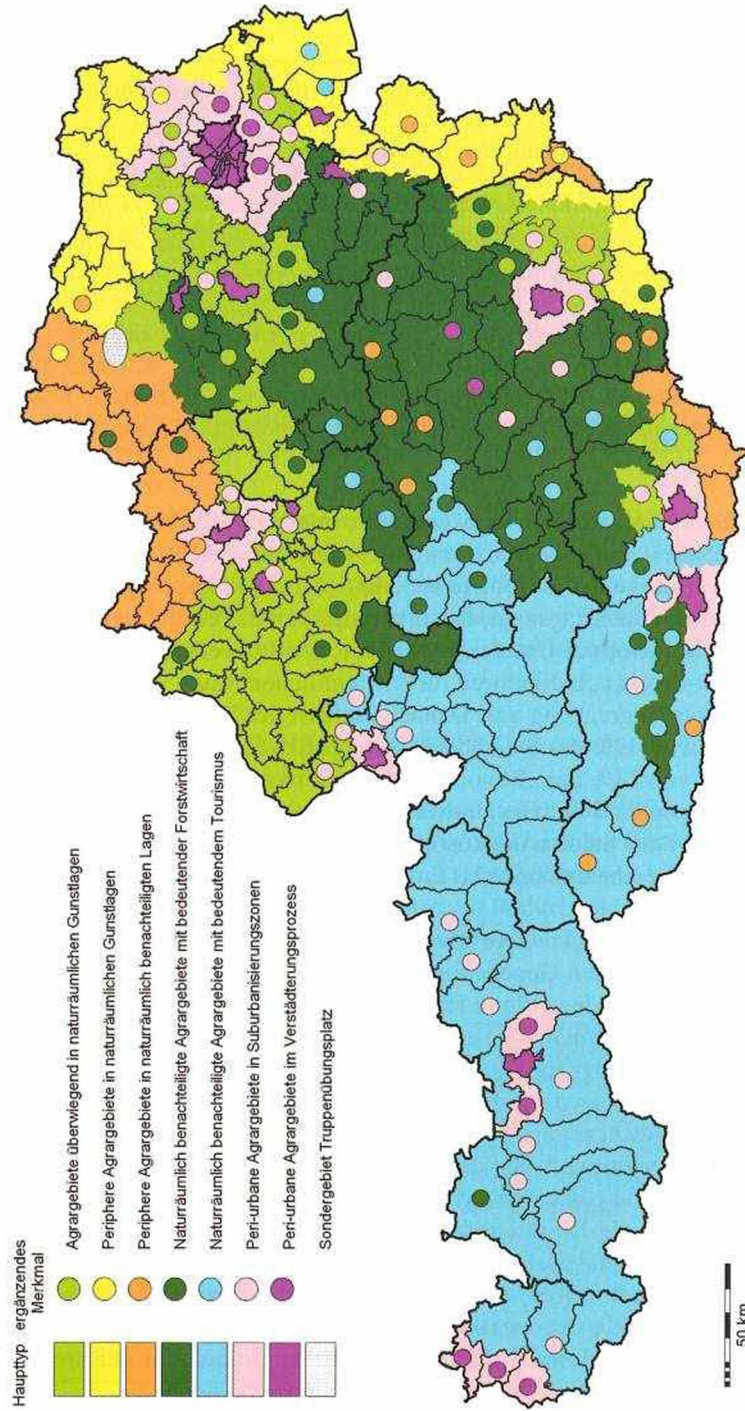 Haupttyp ergänzendes
Merkmal
Agrargebiete überwiegend in naturräumlichen Gunstlagen
Periphere Agrargebiete in naturräumlichen Gunstlagen
Periphere Agrargebiete in naturräumlich benachteiligten Lagen
Naturräumlich benachteiligte Agrargebiete mit bedeutender Forstwirtschaft
Naturräumlich benachteiligte Agrargebiete mit bedeutendem Tourismus
Peri-urbane Agrargebiete in Suburbanisierungszonen
Peri-urbane Agrargebiete im Verstädterungsprozess
Sondergebiet Truppenübungsplatz
50 km